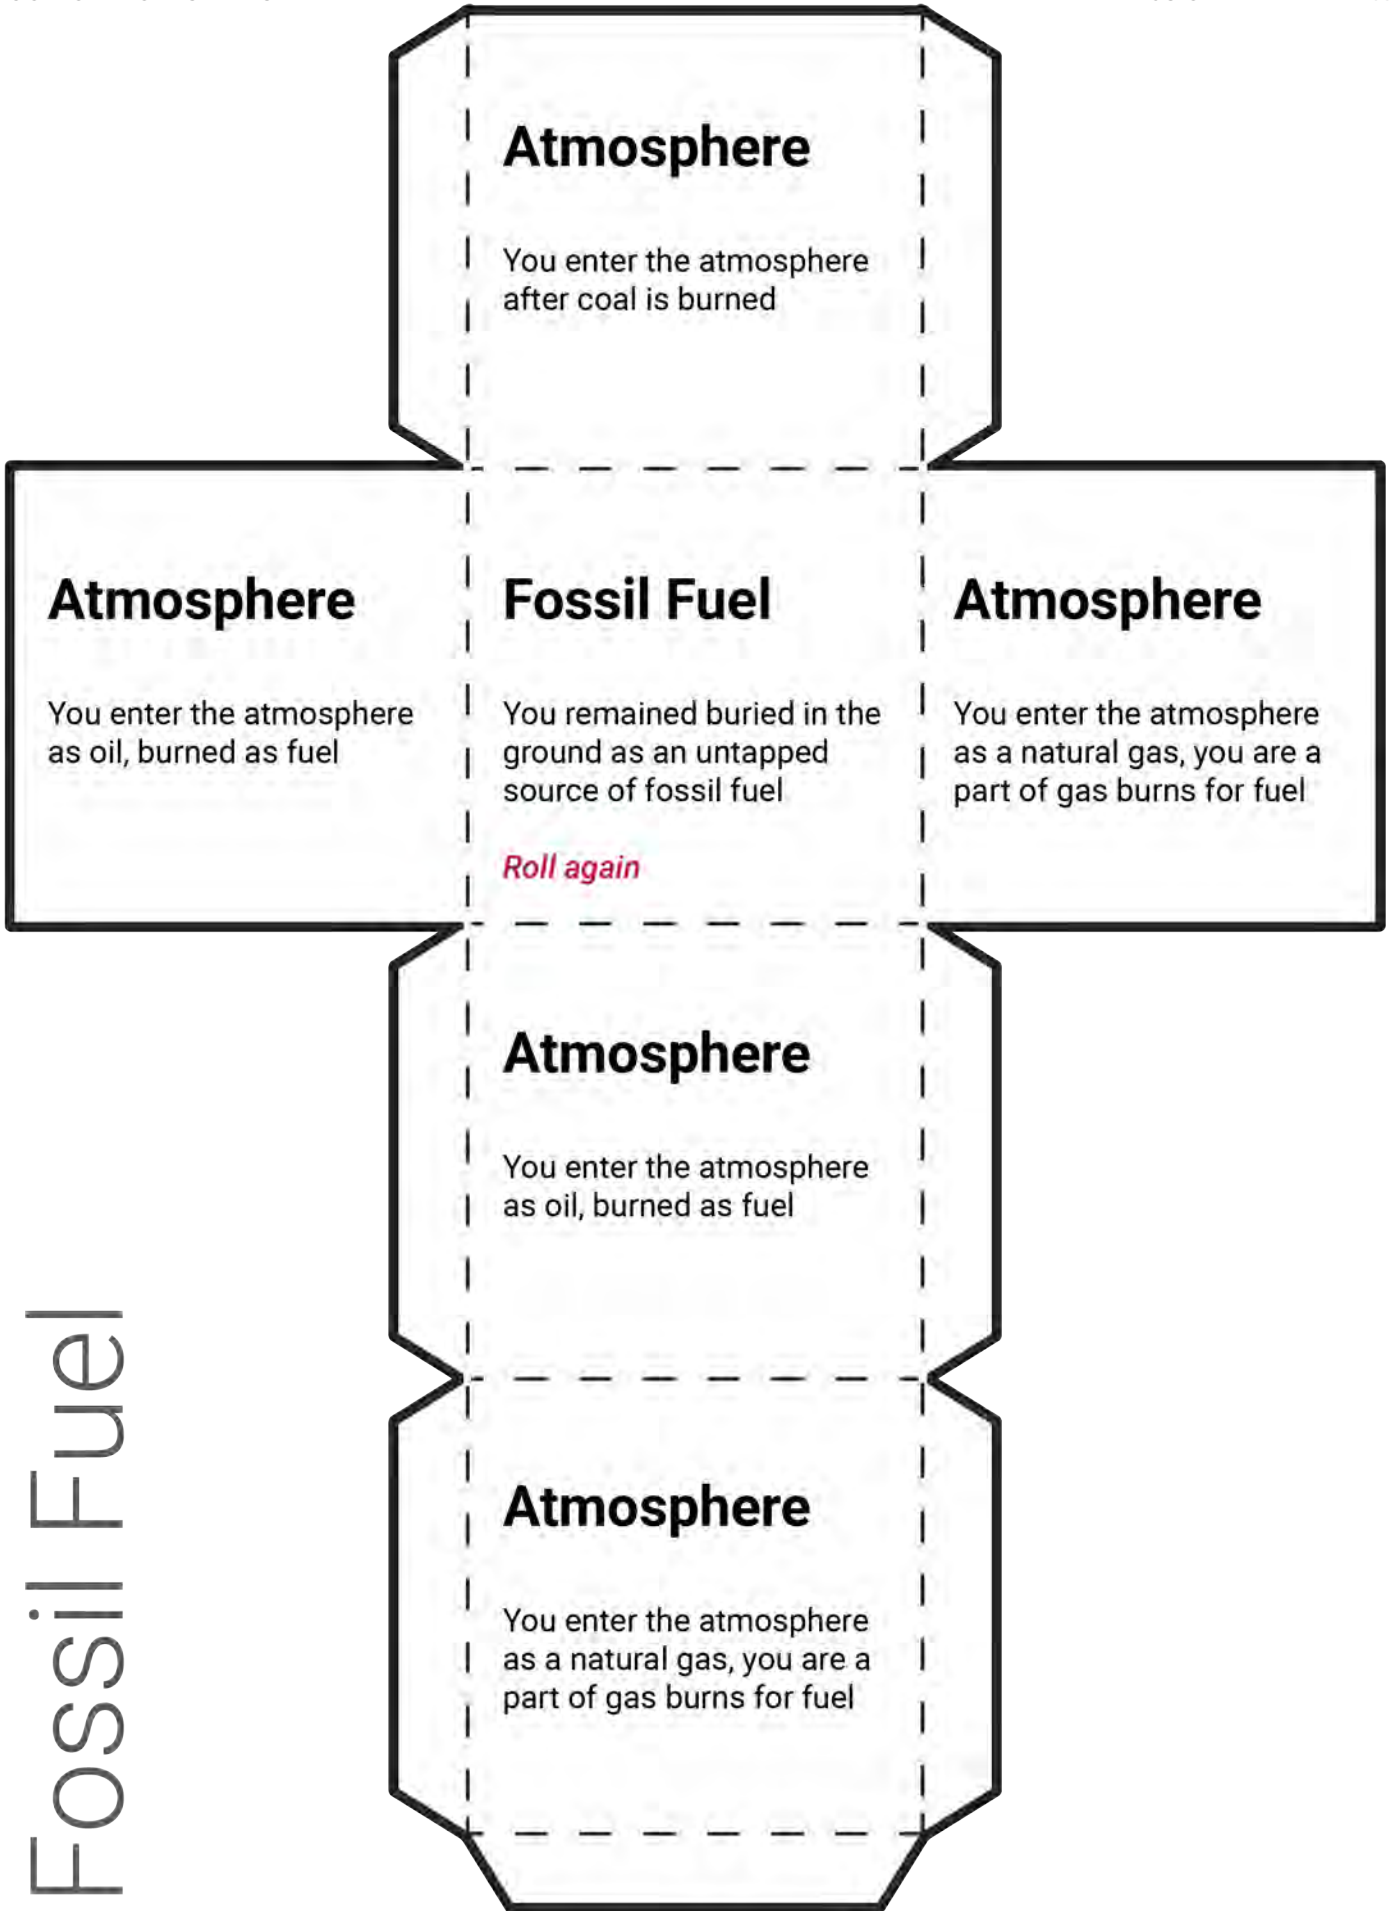 Atmosphere
You enter the atmosphere
after coal is burned
Atmosphere
You enter the atmosphere
as oil, burned as fuel
Fossil Fuel
You remained buried in the
ground as an untapped
source of fossil fuel
Roll again
Atmosphere
You enter the atmosphere
as a natural gas, you are a
part of gas burns for fuel
Atmosphere
You enter the atmosphere
as oil, burned as fuel
Atmosphere
You enter the atmosphere
as a natural gas, you are a
part of gas burns for fuel
Fossil Fuel